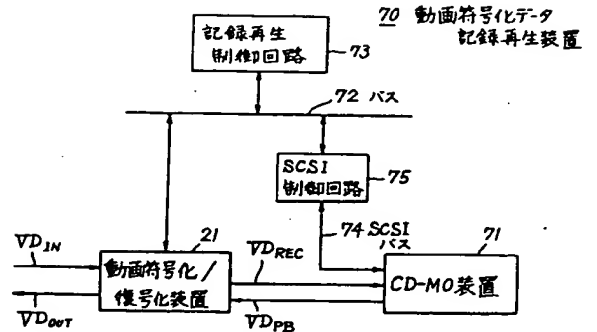 70 動画符号化データ
記録再生装置
記録再生
制御回路
73
72 バス
SCSI
制御回路
75
74 SCSI
バス
71
CD-MO装置
21
動画符号化/
復号化装置
VD_IN
VD_OUT
VD_REC
VD_PB